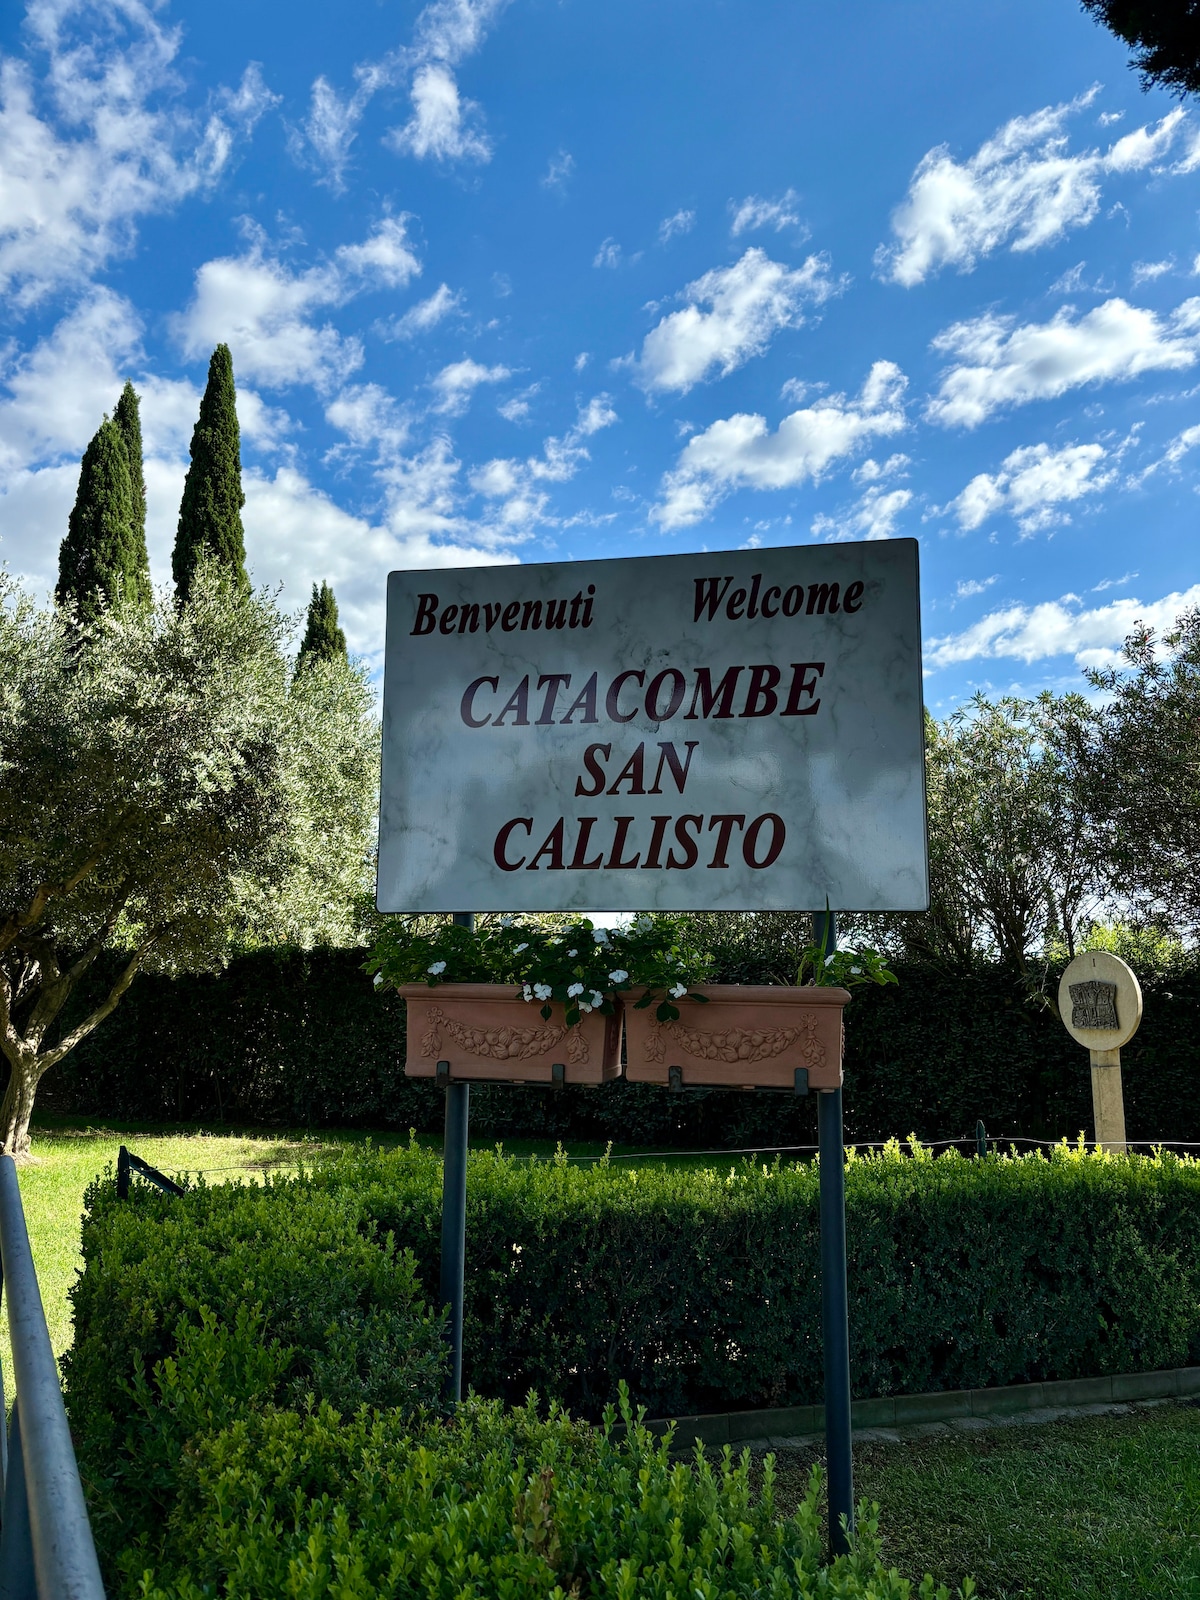 Benvenuti Welcome
CATACOMBE
SAN
CALLISTO
I